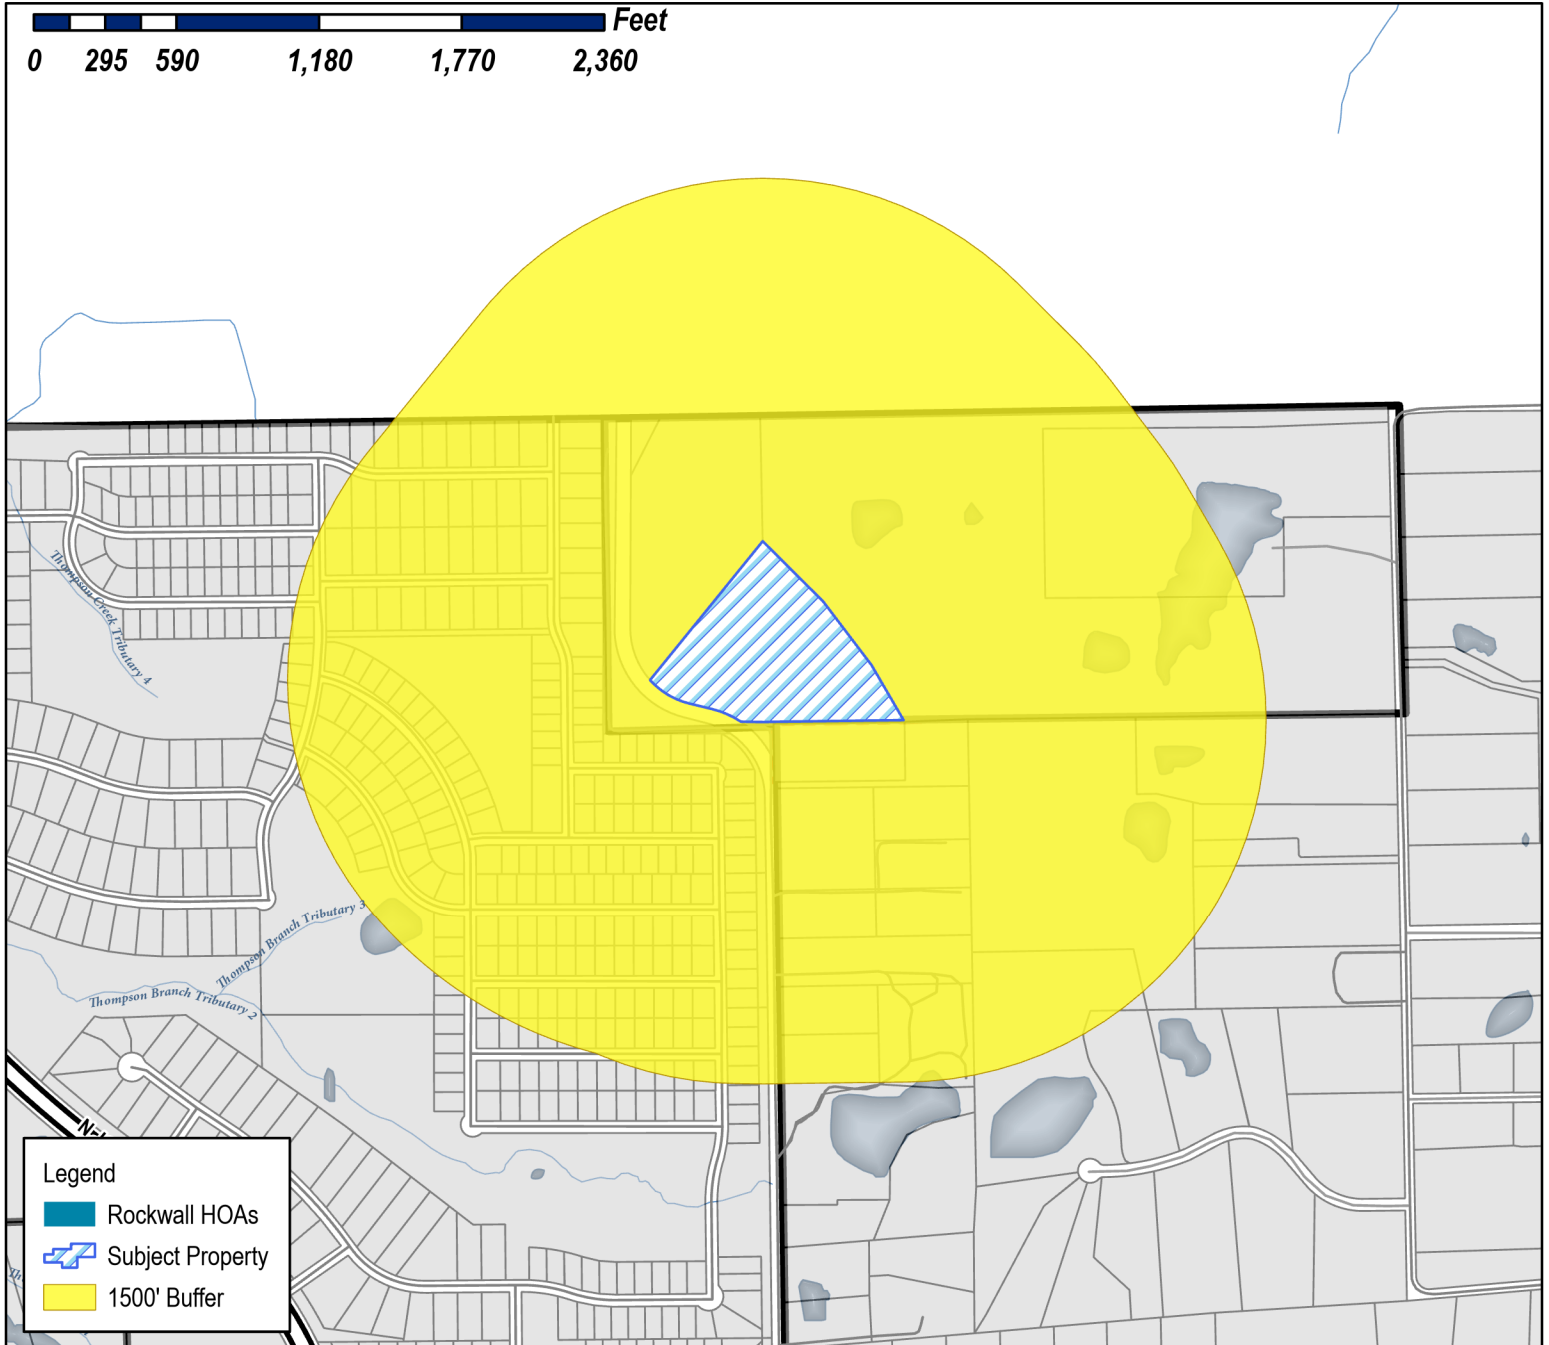 Feet
0 295 590 1,180 1,770 2,360
Thompson Creek Tributary 4
Thompson Branch Tributary 3
Thompson Branch Tributary 2
Legend
Rockwall HOAs
Subject Property
1500' Buffer